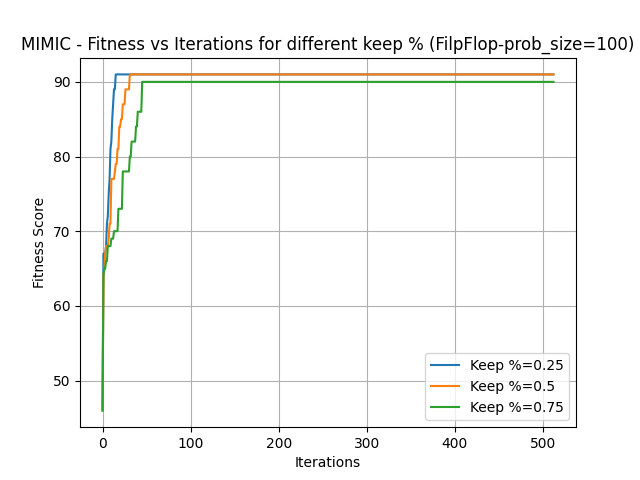 MIMIC - Fitness vs Iterations for different keep % (FilpFlop-prob_size=100)
Fitness Score
90
80
70
60
50
0 100 200 300 400 500
Iterations
Keep %=0.25
Keep %=0.5
Keep %=0.75